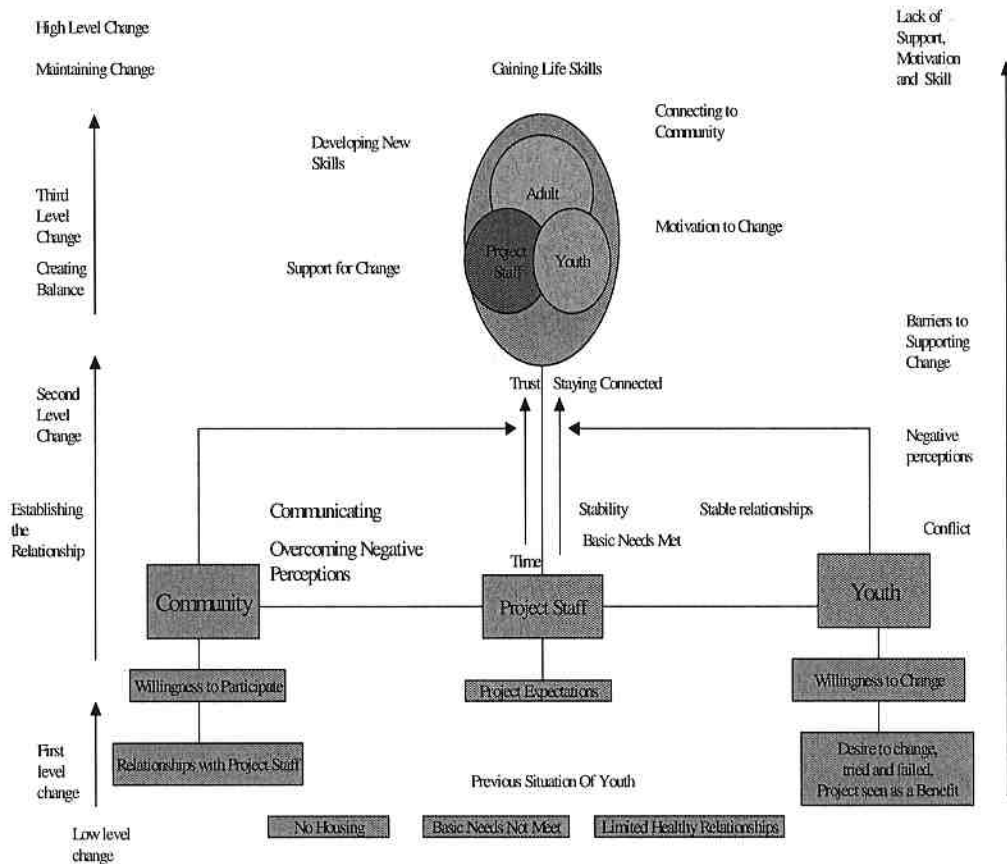 High Level Change
Maintaining Change
Gaining Life Skills
Lack of
Support,
Motivation
and Skill
Connecting to
Community
Developing New
Skills
Adult
Third
Level
Change
Motivation to Change
Project
Staff
Youth
Creating
Balance
Support for Change
Barriers to
Supporting
Change
Trust
Staying Connected
Second
Level
Change
Negative
perceptions
Establishing
the
Relationship
Communicating
Overcoming Negative
Perceptions
Stability
Stable relationships
Basic Needs Met
Conflict
Time
Community
Project Staff
Youth
Willingness to Participate
Project Expectations
Willingness to Change
First
level
change
Relationships with Project Staff
Desire to change,
tried and failed.
Project seen as a Benefit
Previous Situation Of Youth
Low level
change
No Housing
Basic Needs Not Meet
Limited Healthy Relationships